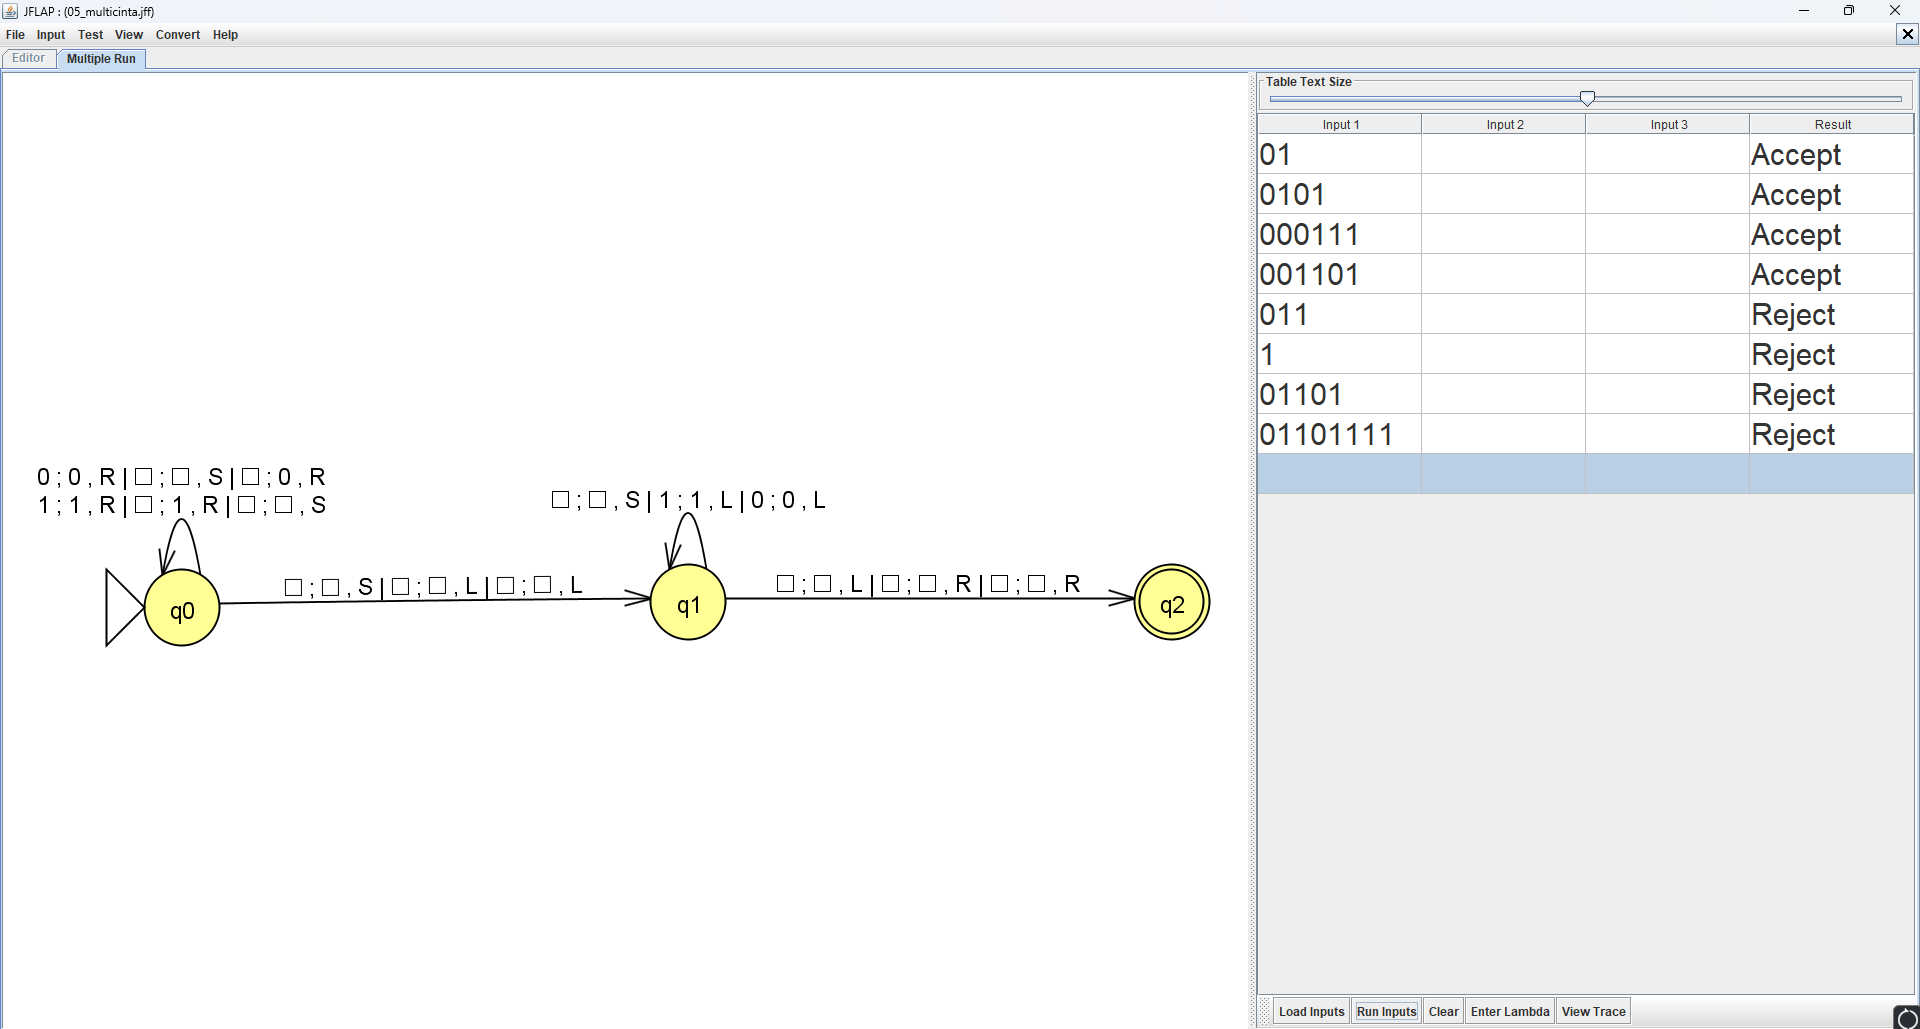 JFLAP : (05_multicinta.jff)
File Input Test View Convert Help
Editor Multiple Run
0 ; 0 , R | □ ; □ , S | □ ; 0 , R
1 ; 1 , R | □ ; 1 , R | □ ; □ , S
□ ; □ , S | 1 ; 1 , L | 0 ; 0 , L
□ ; □ , S | □ ; □ , L | □ ; □ , L
□ ; □ , L | □ ; □ , R | □ ; □ , R
q0
q1
q2
Table Text Size
Input 1 Input 2 Input 3 Result
01 Accept
0101 Accept
000111 Accept
001101 Accept
011 Reject
1 Reject
01101 Reject
01101111 Reject
Load Inputs Run Inputs Clear Enter Lambda View Trace